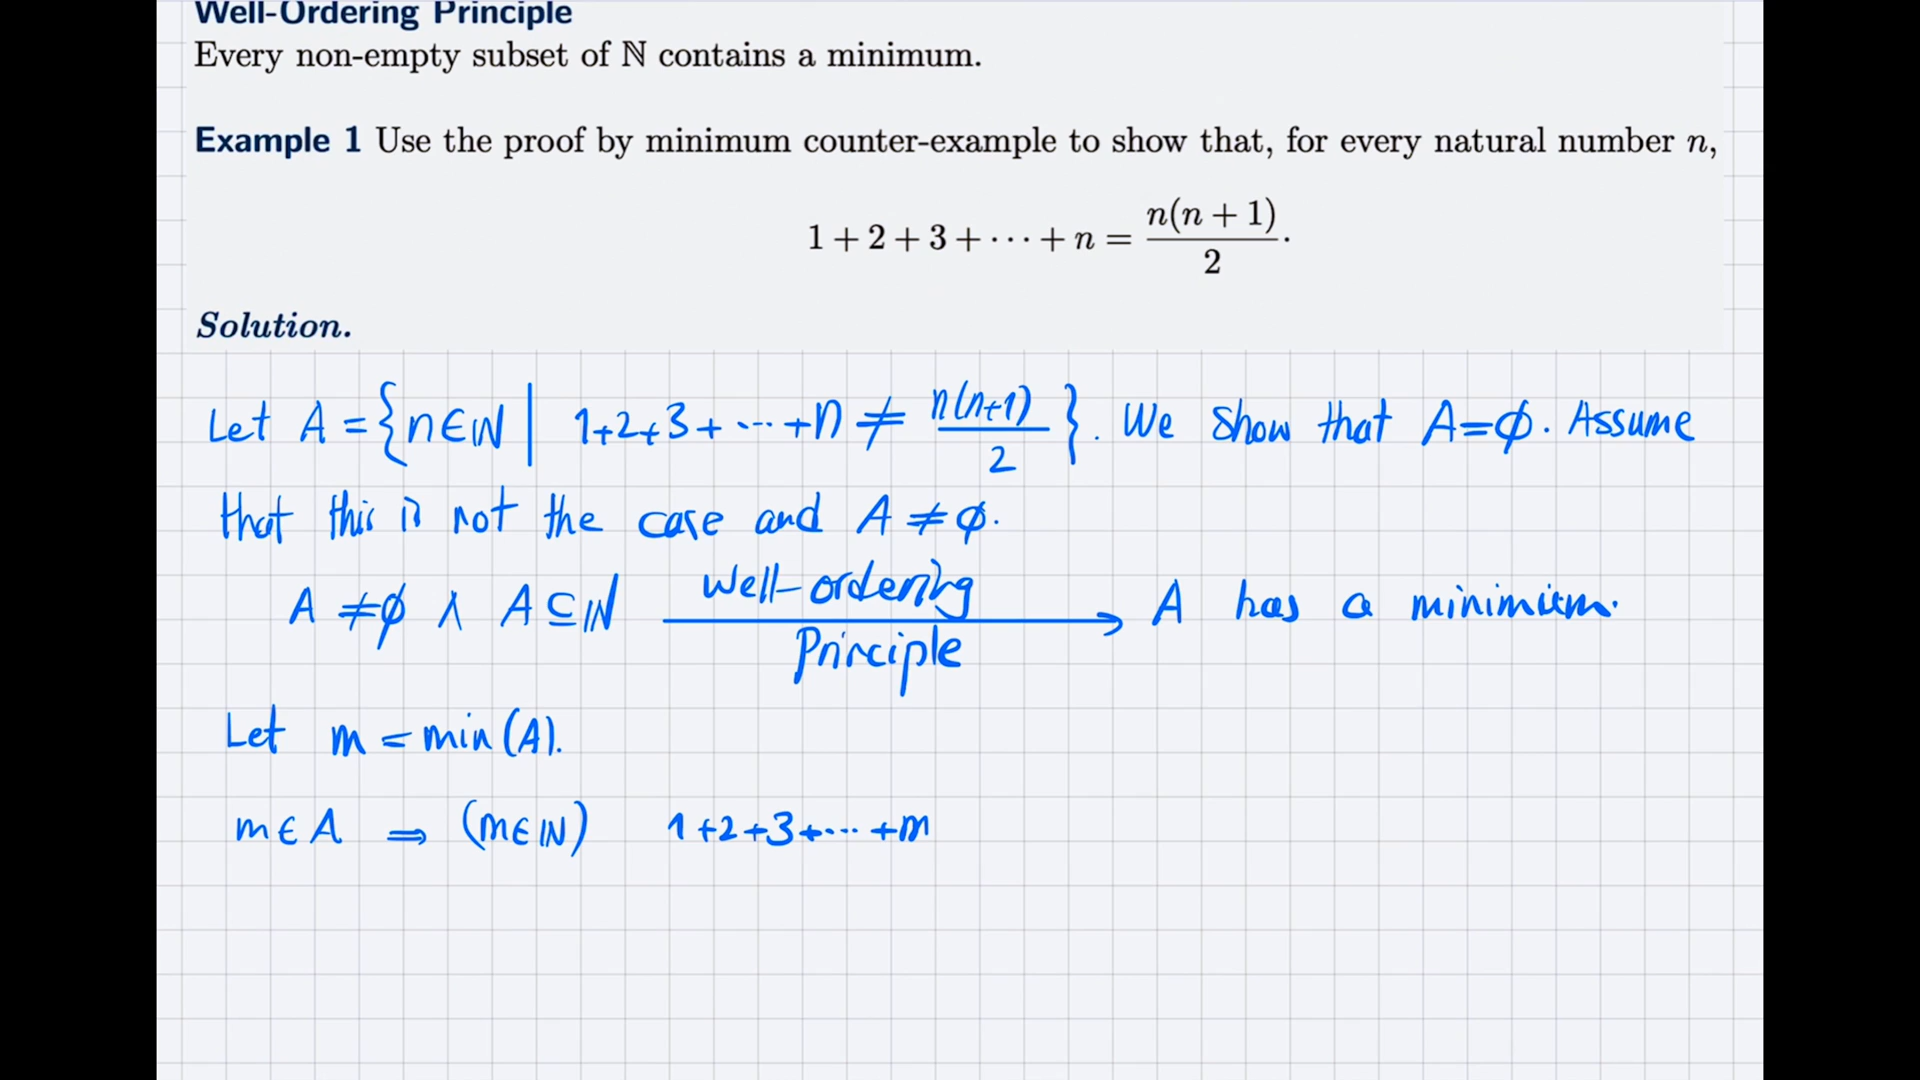 Well-Ordering Principle
Every non-empty subset of ℕ contains a minimum.
Example 1 Use the proof by minimum counter-example to show that, for every natural number n,
1 + 2 + 3 + ⋯ + n = n(n + 1)/2.
Solution.
Let A = {n∈ℕ | 1+2+3+⋯+n ≠ n(n+1)/2}. We show that A=∅. Assume
that this is not the case and A ≠ ∅.
A ≠ ∅ ∧ A ⊆ ℕ Well-ordering Principle → A has a minimum.
Let m = min(A).
m∈A ⇒ (m∈ℕ) 1+2+3+⋯+m